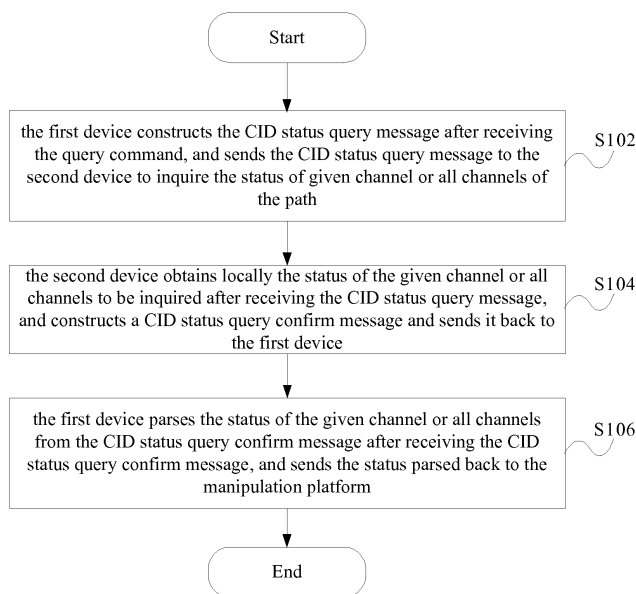 Start
the first device constructs the CID status query message after receiving
the query command, and sends the CID status query message to the
second device to inquire the status of given channel or all channels of
the path
S102
the second device obtains locally the status of the given channel or all
channels to be inquired after receiving the CID status query message,
and constructs a CID status query confirm message and sends it back to
the first device
S104
the first device parses the status of the given channel or all channels
from the CID status query confirm message after receiving the CID
status query confirm message, and sends the status parsed back to the
manipulation platform
S106
End